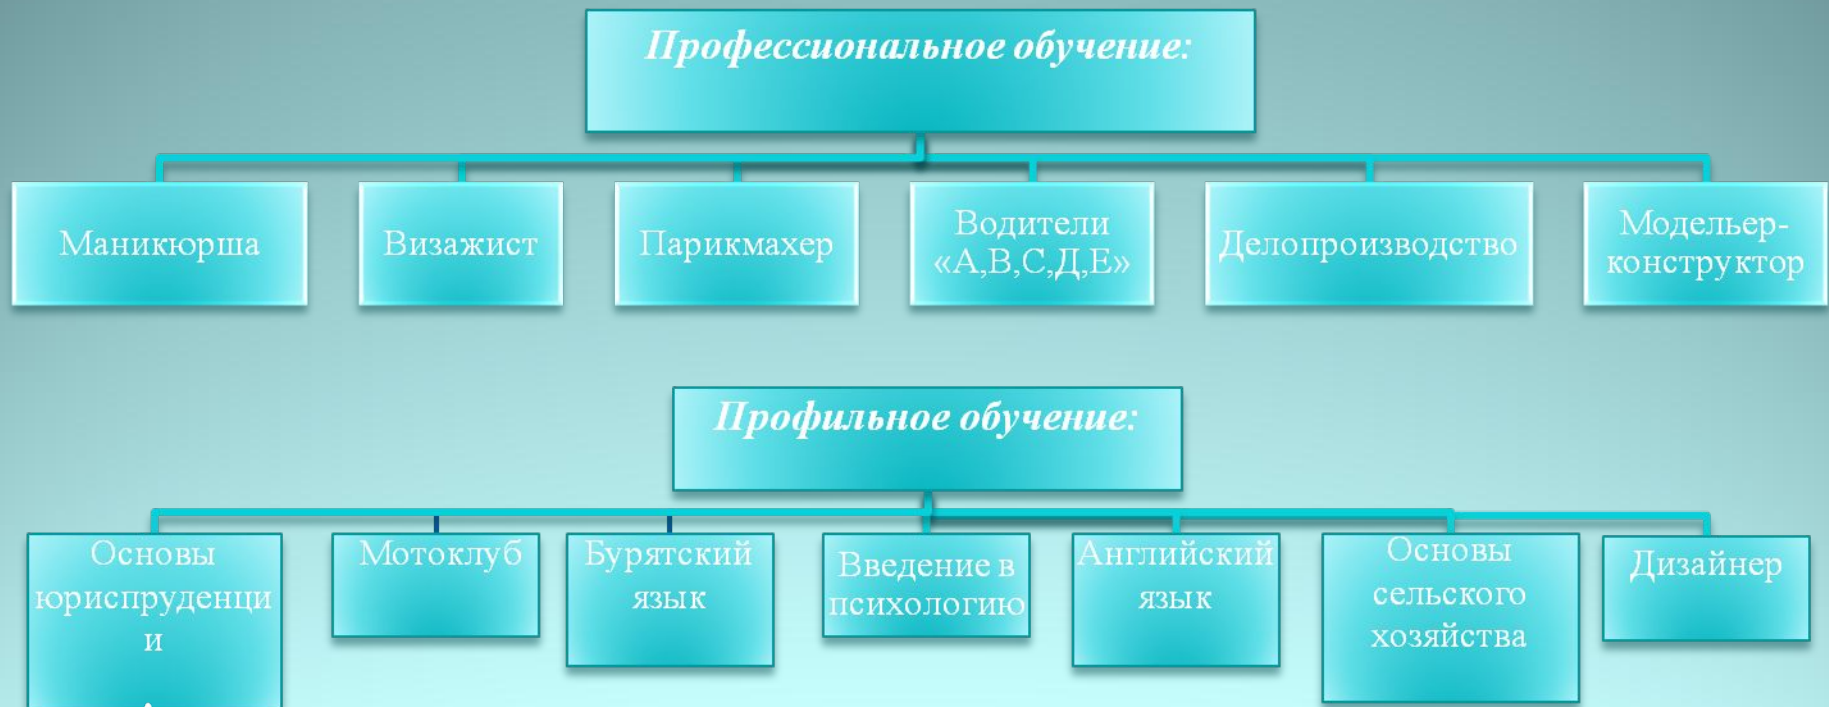 Профессиональное обучение:
Маникюрша
Визажист
Парикмахер
Водители
«А,В,С,Д,Е»
Делопроизводство
Модельер-
конструктор
Профильное обучение:
Основы
юриспруденци
и
Мотоклуб
Бурятский
язык
Введение в
психологию
Английский
язык
Основы
сельского
хозяйства
Дизайнер